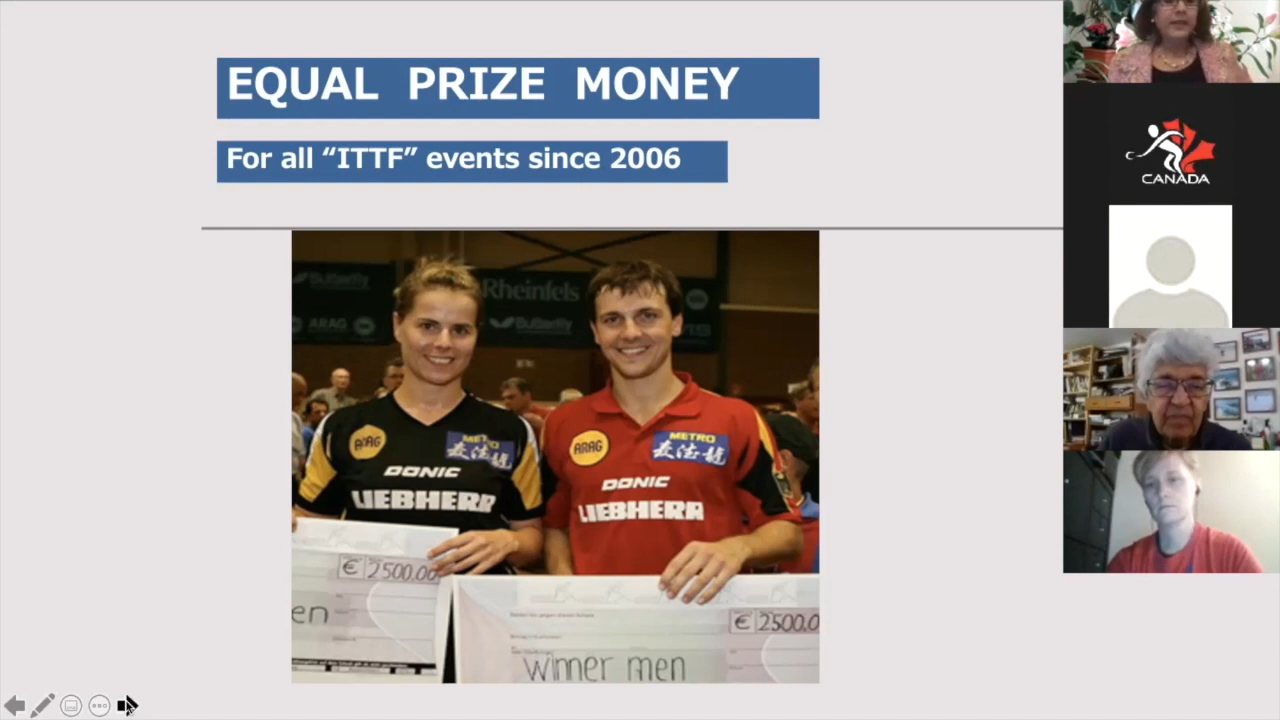 EQUAL PRIZE MONEY
For all “ITTF” events since 2006
CANADA
Butterfly
Rheinfels
ARAG
Butterfly
ARAG
METRO
DONIC
LIEBHERR
ARAG
METRO
DONIC
LIEBHERR
€ 2500.00
en
€ 2500.0
winner men